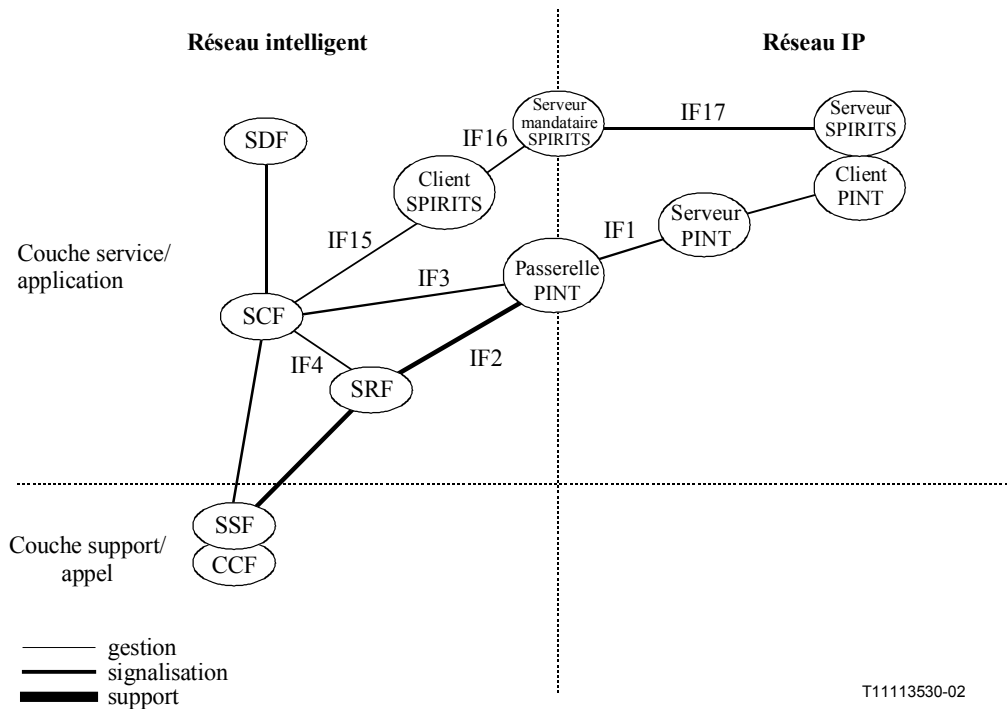 Réseau intelligent
Réseau IP
Serveur
mandataire
SPIRITS
IF17
Serveur
SPIRITS
SDF
IF16
Client
SPIRITS
Client
PINT
Serveur
PINT
IF15
IF1
Couche service/
application
IF3
Passerelle
PINT
SCF
IF4
IF2
SRF
SSF
Couche support/
appel
CCF
gestion
signalisation
support
T11113530-02